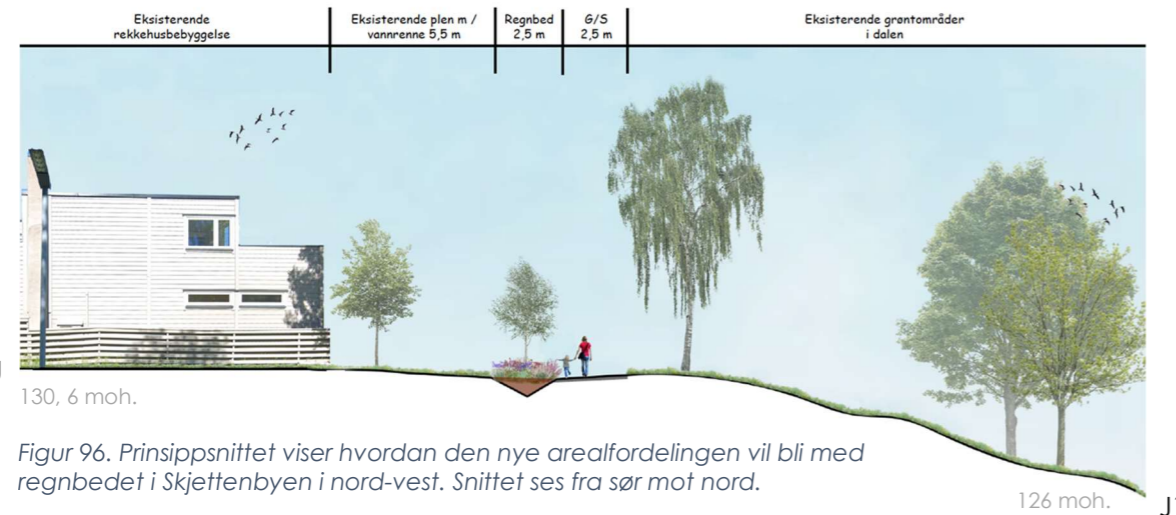 Eksisterende
rekkehusbebyggelse
Eksisterende plen m /
vannrenne 5,5 m
Regnbed
2,5 m
G/S
2,5 m
Eksisterende grøntområder
i dalen
130, 6 moh.
Figur 96. Prinsippsnittet viser hvordan den nye arealfordelingen vil bli med
regnbedet i Skjettenbyen i nord-vest. Snittet ses fra sør mot nord.
126 moh.